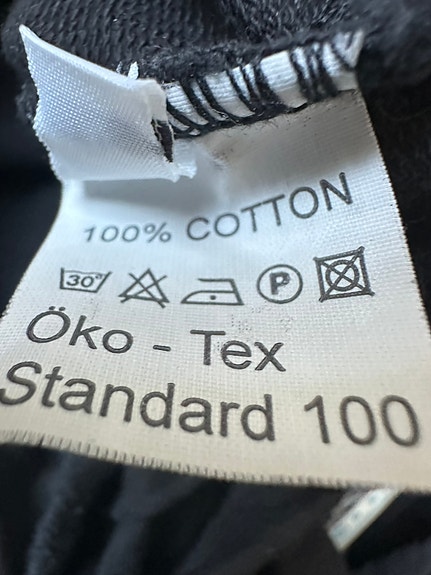 100% COTTON
30° P
Öko - Tex
Standard 100